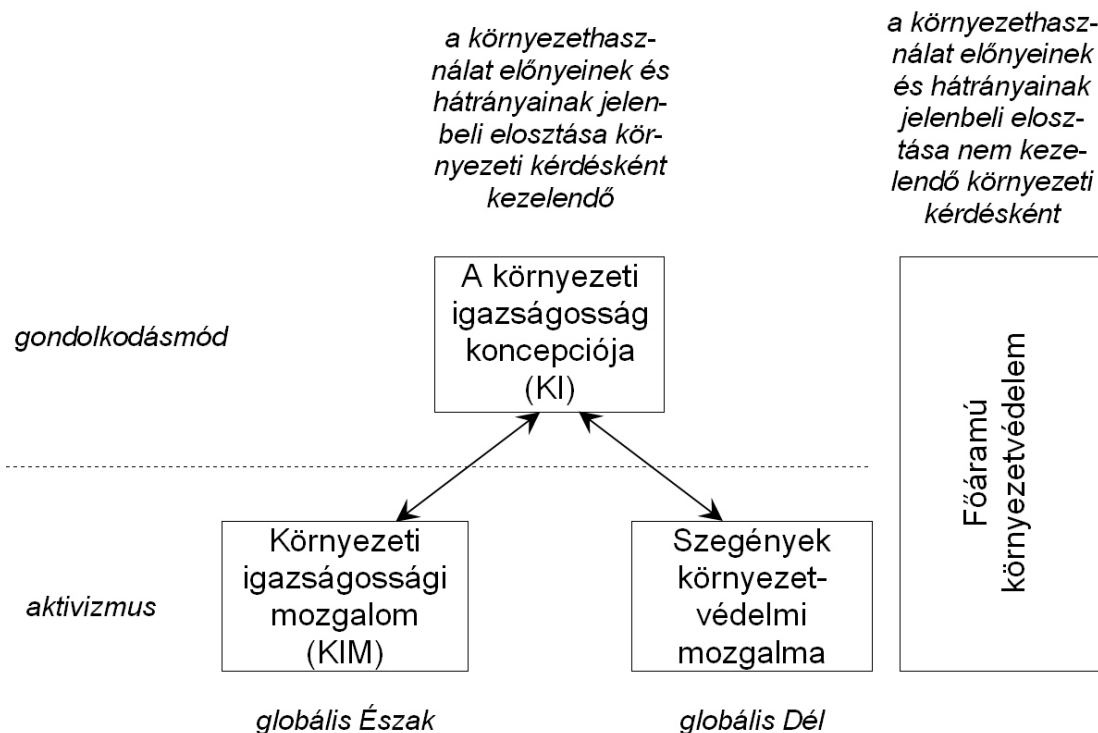 a környezethasz-
nálat előnyeinek és
hátrányainak jelen-
beli elosztása kör-
nyezeti kérdésként
kezelendő
a környezethasz-
nálat előnyeinek
és hátrányainak
jelenbeli elosz-
tása nem keze-
lendő környezeti
kérdésként
gondolkodásmód
A környezeti
igazságosság
koncepciója
(KI)
Főáramú
környezetvédelem
aktivizmus
Környezeti
igazságossági
mozgalom
(KIM)
Szegények
környezet-
védelmi
mozgalma
globális Észak
globális Dél